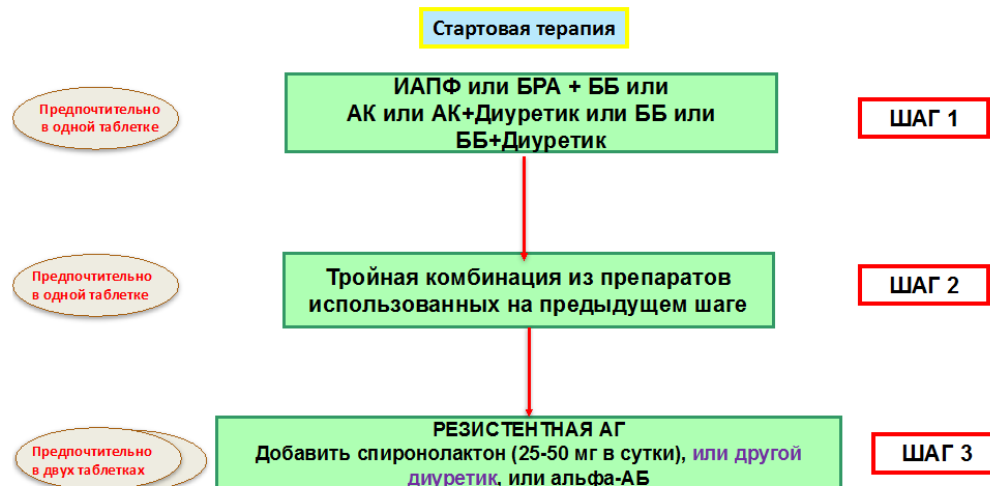 Стартовая терапия
Предпочтительно
в одной таблетке
ИАПФ или БРА + ББ или
АК или АК+Диуретик или ББ или
ББ+Диуретик
ШАГ 1
Предпочтительно
в одной таблетке
Тройная комбинация из препаратов
использованных на предыдущем шаге
ШАГ 2
Предпочтительно
в двух таблетках
РЕЗИСТЕНТНАЯ АГ
Добавить спиронолактон (25-50 мг в сутки), или другой
диуретик, или альфа-АБ
ШАГ 3